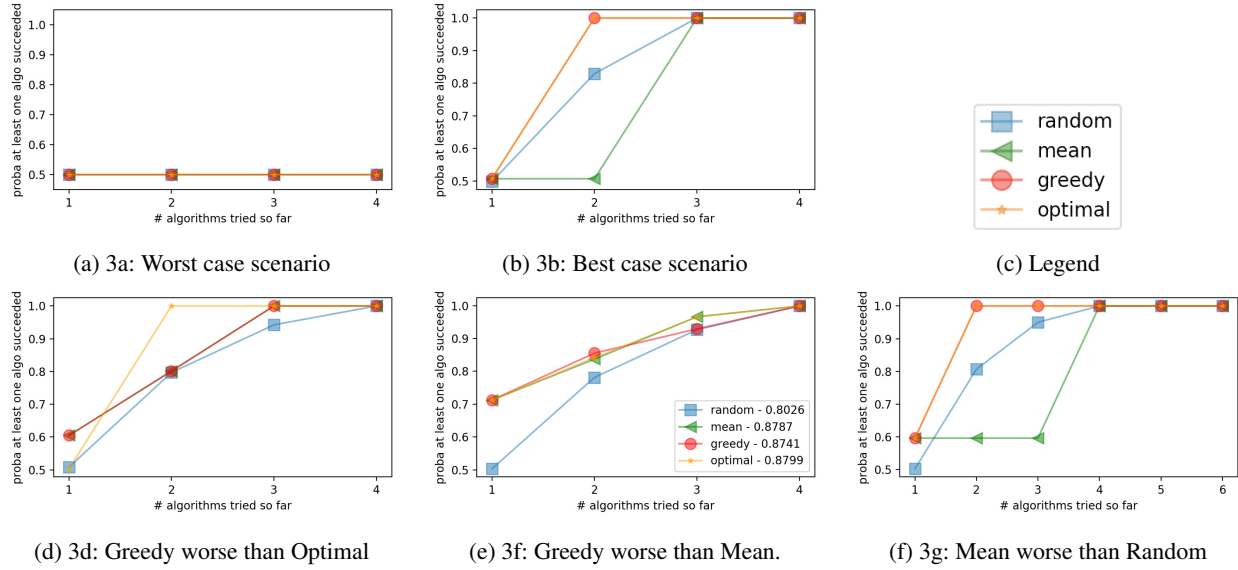 1.0
0.9
0.8
0.7
0.6
0.5
proba at least one algo succeeded
1 2 3 4
# algorithms tried so far
(a) 3a: Worst case scenario
1.0
0.9
0.8
0.7
0.6
0.5
proba at least one algo succeeded
1 2 3 4
# algorithms tried so far
(b) 3b: Best case scenario
random
mean
greedy
optimal
(c) Legend
1.0
0.9
0.8
0.7
0.6
0.5
proba at least one algo succeeded
1 2 3 4
# algorithms tried so far
(d) 3d: Greedy worse than Optimal
1.0
0.9
0.8
0.7
0.6
0.5
proba at least one algo succeeded
random - 0.8026
mean - 0.8787
greedy - 0.8741
optimal - 0.8799
1 2 3 4
# algorithms tried so far
(e) 3f: Greedy worse than Mean.
1.0
0.9
0.8
0.7
0.6
0.5
proba at least one algo succeeded
1 2 3 4 5 6
# algorithms tried so far
(f) 3g: Mean worse than Random